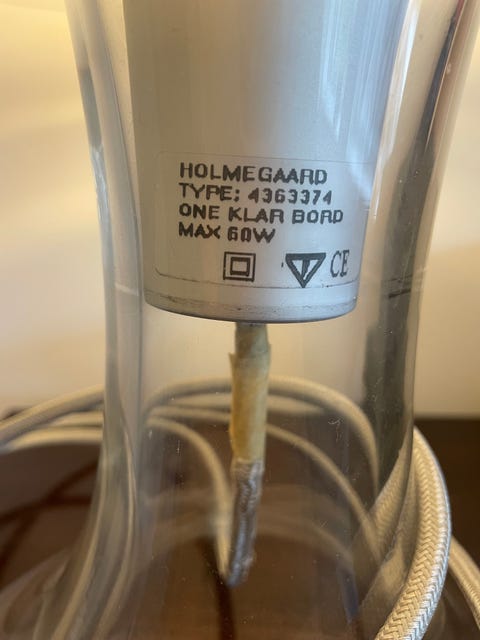 HOLMEGAARD
TYPE: 4363374
ONE KLAR BORD
MAX 60W
CE